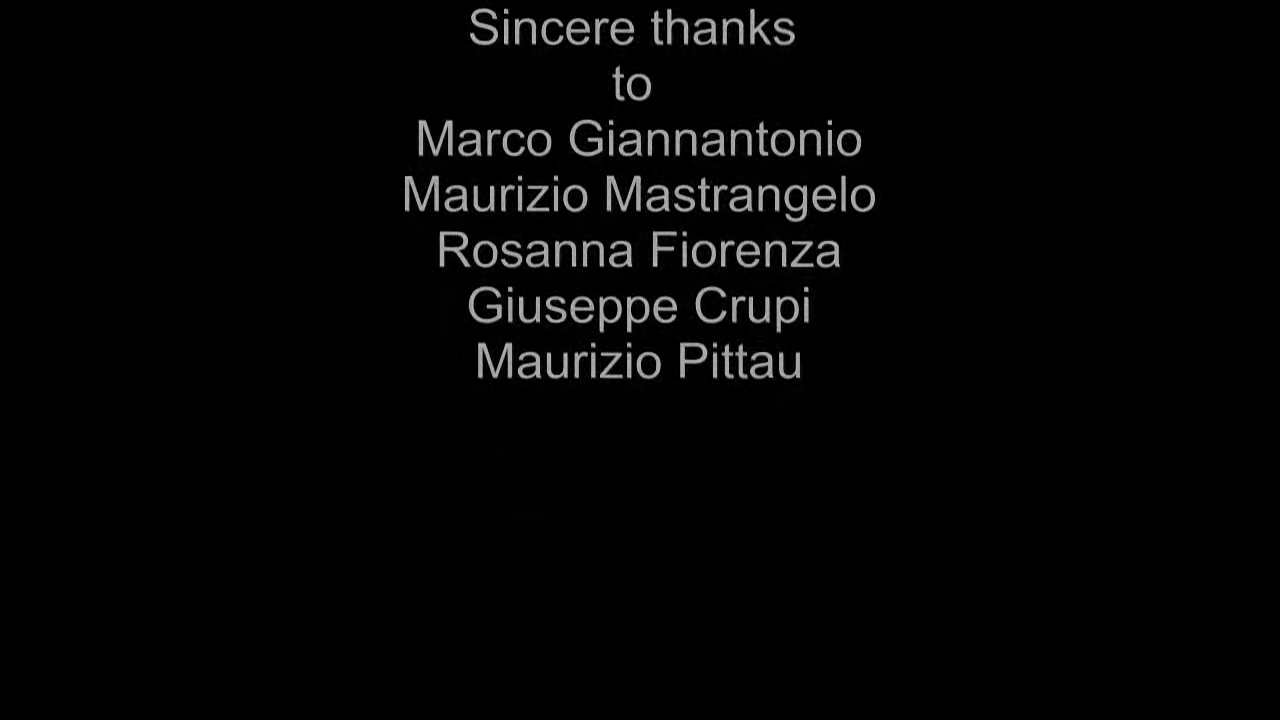 Sincere thanks
to
Marco Giannantonio
Maurizio Mastrangelo
Rosanna Fiorenza
Giuseppe Crupi
Maurizio Pittau